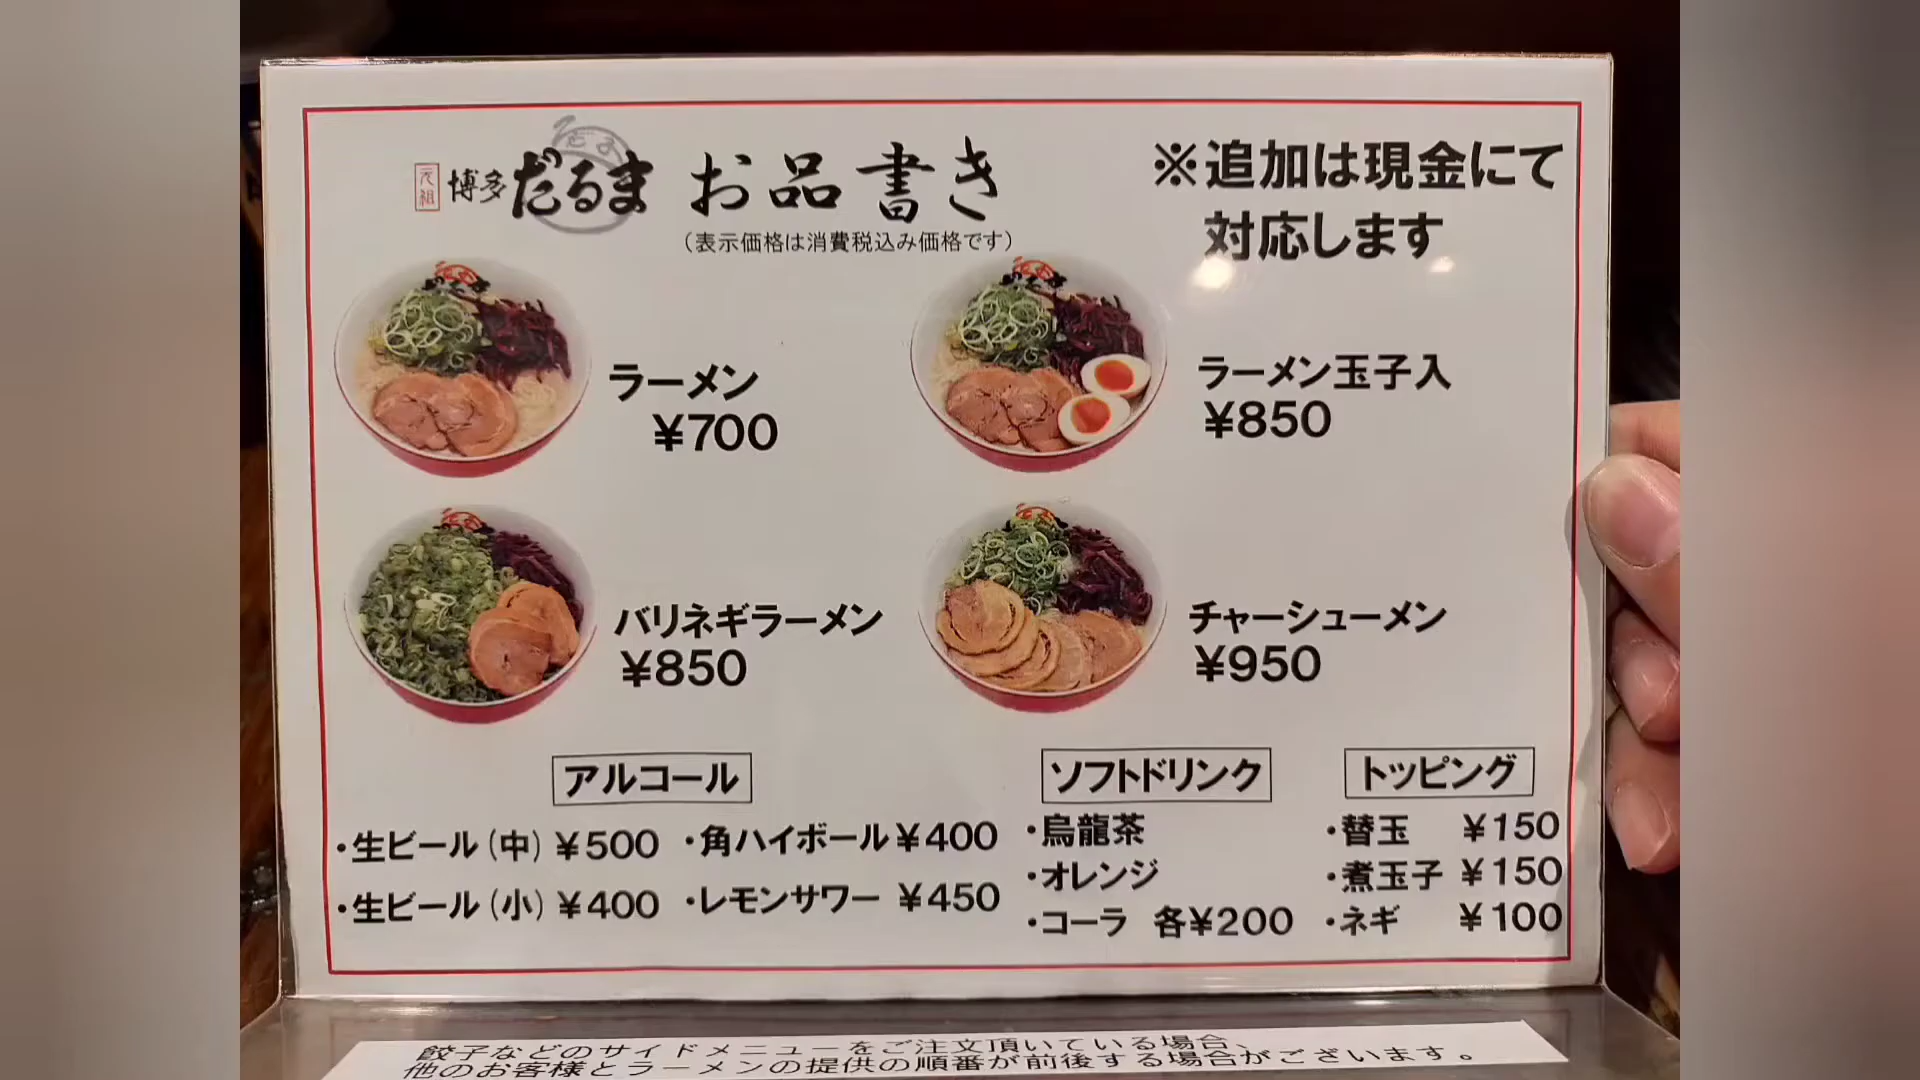 元祖 博多 だるま お品書き
(表示価格は消費税込み価格です)
※追加は現金にて
対応します
ラーメン
¥700
ラーメン玉子入
¥850
バリネギラーメン
¥850
チャーシューメン
¥950
アルコール
・生ビール(中) ¥500 ・角ハイボール¥400
・生ビール(小) ¥400 ・レモンサワー ¥450
ソフトドリンク
・烏龍茶
・オレンジ
・コーラ 各¥200
トッピング
・替玉 ¥150
・煮玉子 ¥150
・ネギ ¥100
餃子などのサイドメニューをご注文頂いている場合、
他のお客様とラーメンの提供の順番が前後する場合がございます。